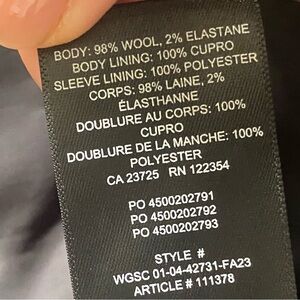 BODY: 98% WOOL, 2% ELASTANE
BODY LINING: 100% CUPRO
SLEEVE LINING: 100% POLYESTER
CORPS: 98% LAINE, 2%
ÉLASTHANNE
DOUBLURE AU CORPS: 100%
CUPRO
DOUBLURE DE LA MANCHE: 100%
POLYESTER
CA 23725 RN 122354
PO 4500202791
PO 4500202792
PO 4500202793
STYLE #
WGSC 01-04-42731-FA23
ARTICLE # 111378